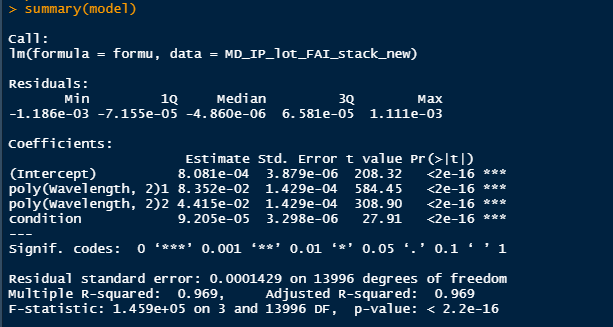 > summary(model)
Call:
lm(formula = formu, data = MD_IP_lot_FAI_stack_new)
Residuals:
Min 1Q Median 3Q Max
-1.186e-03 -7.155e-05 -4.860e-06 6.581e-05 1.111e-03
Coefficients:
Estimate Std. Error t value Pr(>|t|)
(Intercept) 8.081e-04 3.879e-06 208.32 <2e-16 ***
poly(Wavelength, 2)1 8.352e-02 1.429e-04 584.45 <2e-16 ***
poly(Wavelength, 2)2 4.415e-02 1.429e-04 308.90 <2e-16 ***
condition 9.205e-05 3.298e-06 27.91 <2e-16 ***
---
Signif. codes: 0 ‘***’ 0.001 ‘**’ 0.01 ‘*’ 0.05 ‘.’ 0.1 ‘ ’ 1
Residual standard error: 0.0001429 on 13996 degrees of freedom
Multiple R-squared: 0.969, Adjusted R-squared: 0.969
F-statistic: 1.459e+05 on 3 and 13996 DF, p-value: < 2.2e-16